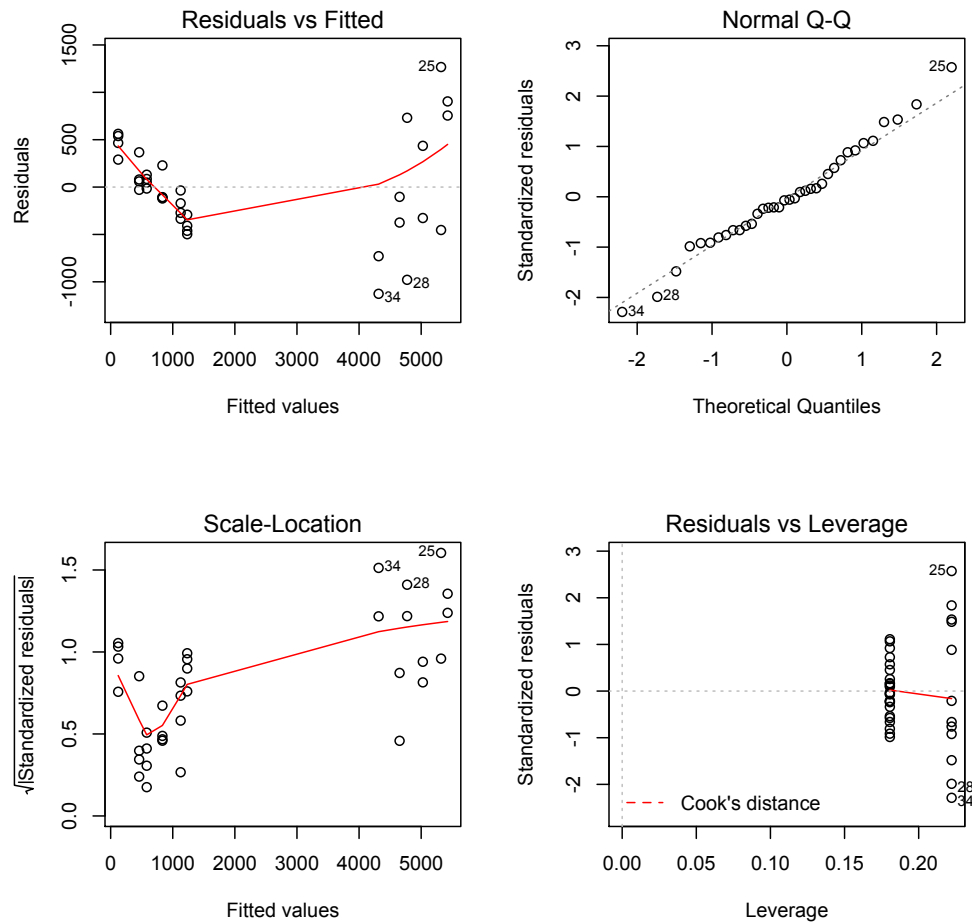 Residuals vs Fitted
Residuals
1500
500
0
-1000
25
28
34
0 1000 2000 3000 4000 5000
Fitted values
Normal Q-Q
Standardized residuals
3
2
1
0
-1
-2
25
28
34
-2 -1 0 1 2
Theoretical Quantiles
Scale-Location
√|Standardized residuals|
1.5
1.0
0.5
0.0
25
34
28
0 1000 2000 3000 4000 5000
Fitted values
Residuals vs Leverage
Standardized residuals
3
2
1
0
-1
-2
25
28
34
Cook's distance
0.00 0.05 0.10 0.15 0.20
Leverage